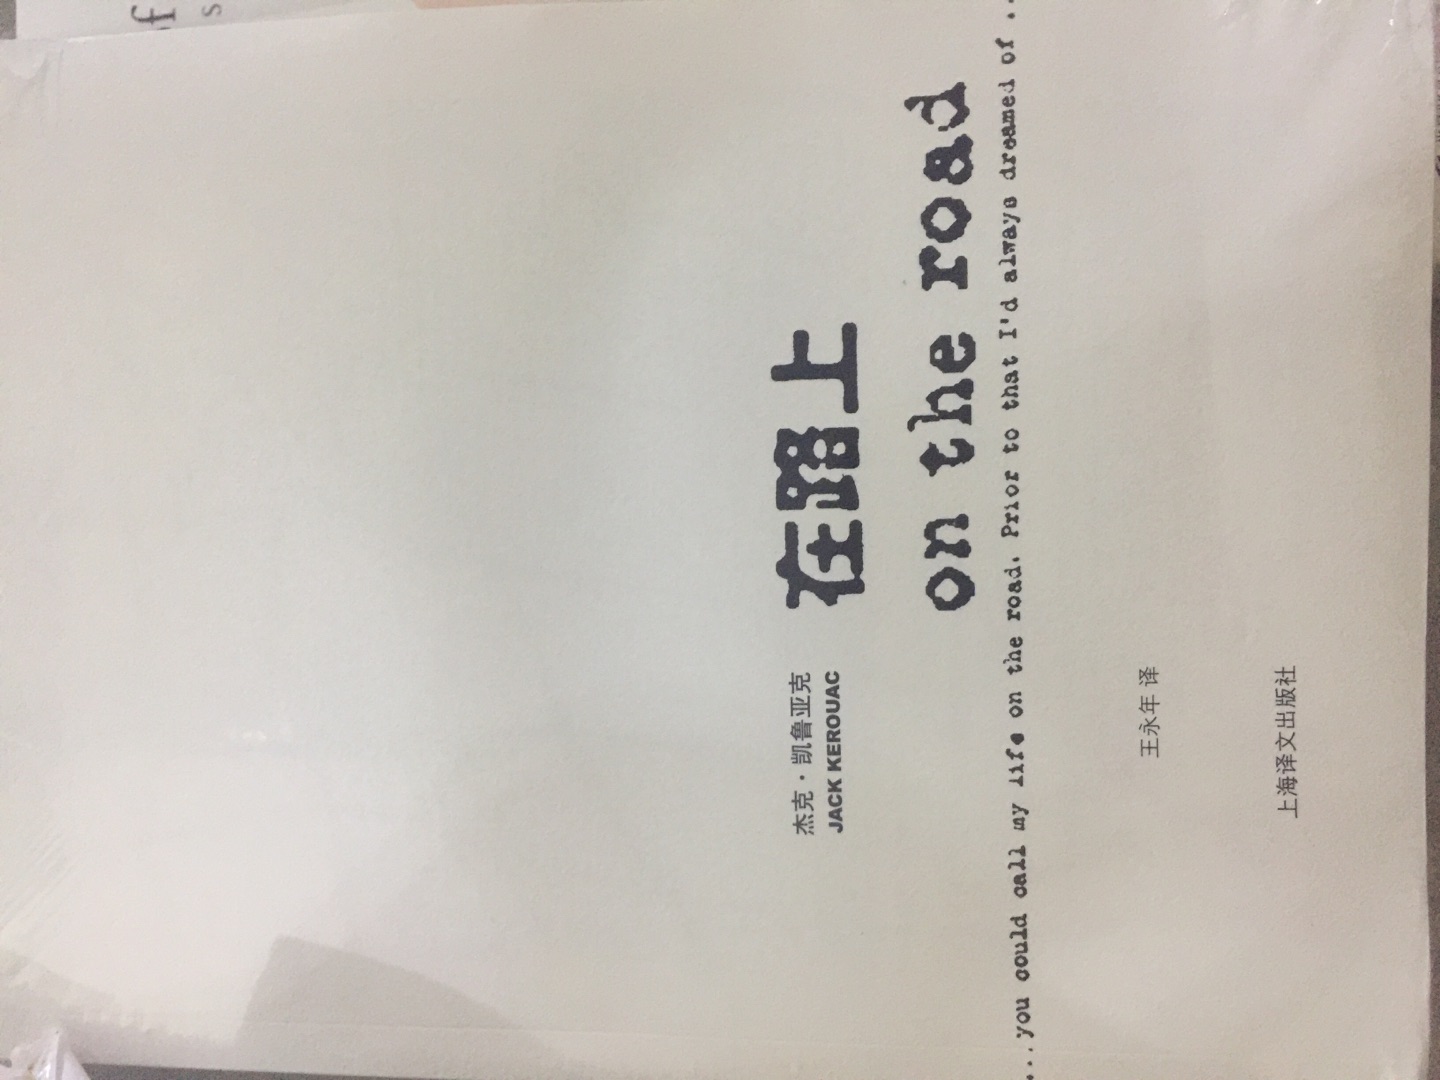 杰克·凯鲁亚克
JACK KEROUAC
在路上
on the road
...you could call my life on the road. Prior to that I'd always dreamed of ..
王永年 译
上海译文出版社